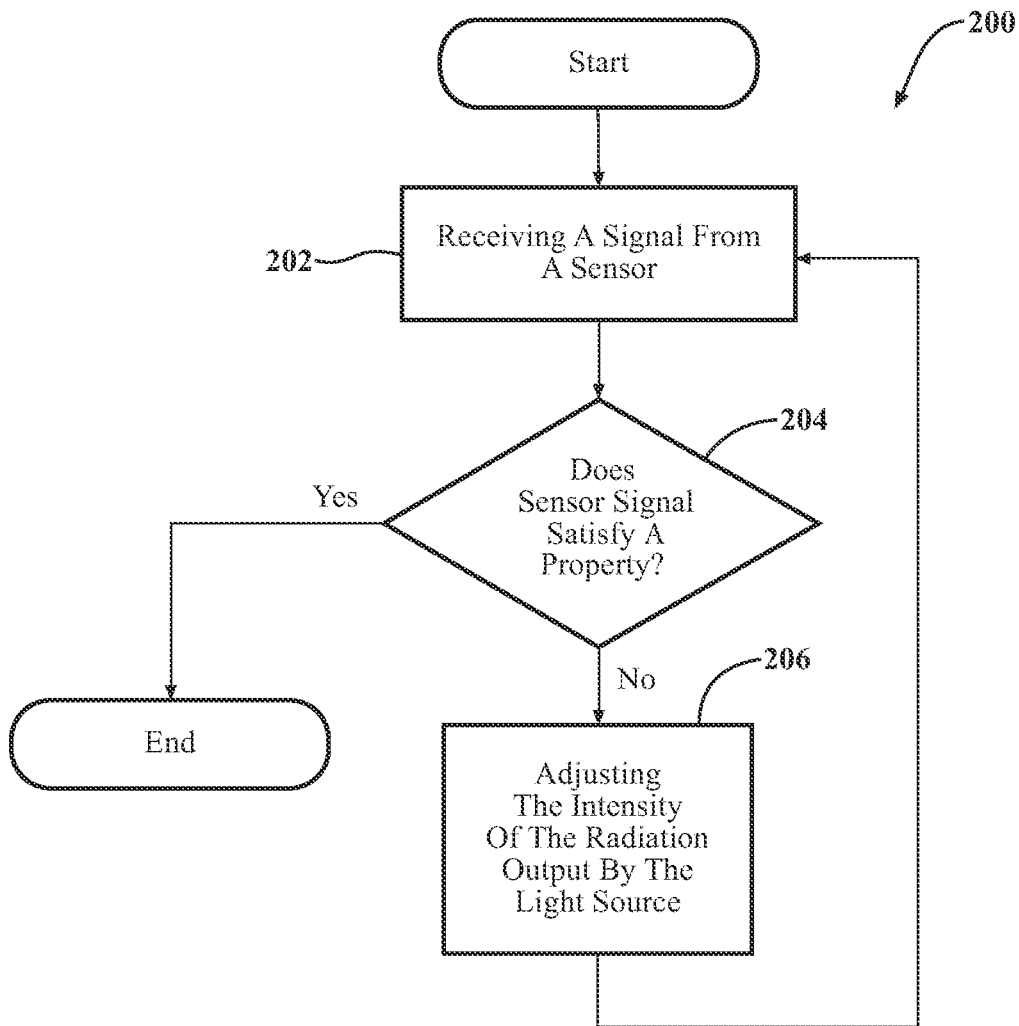 200
Start
Receiving A Signal From
A Sensor
202
204
Does
Sensor Signal
Satisfy A
Property?
Yes
No
206
End
Adjusting
The Intensity
Of The Radiation
Output By The
Light Source